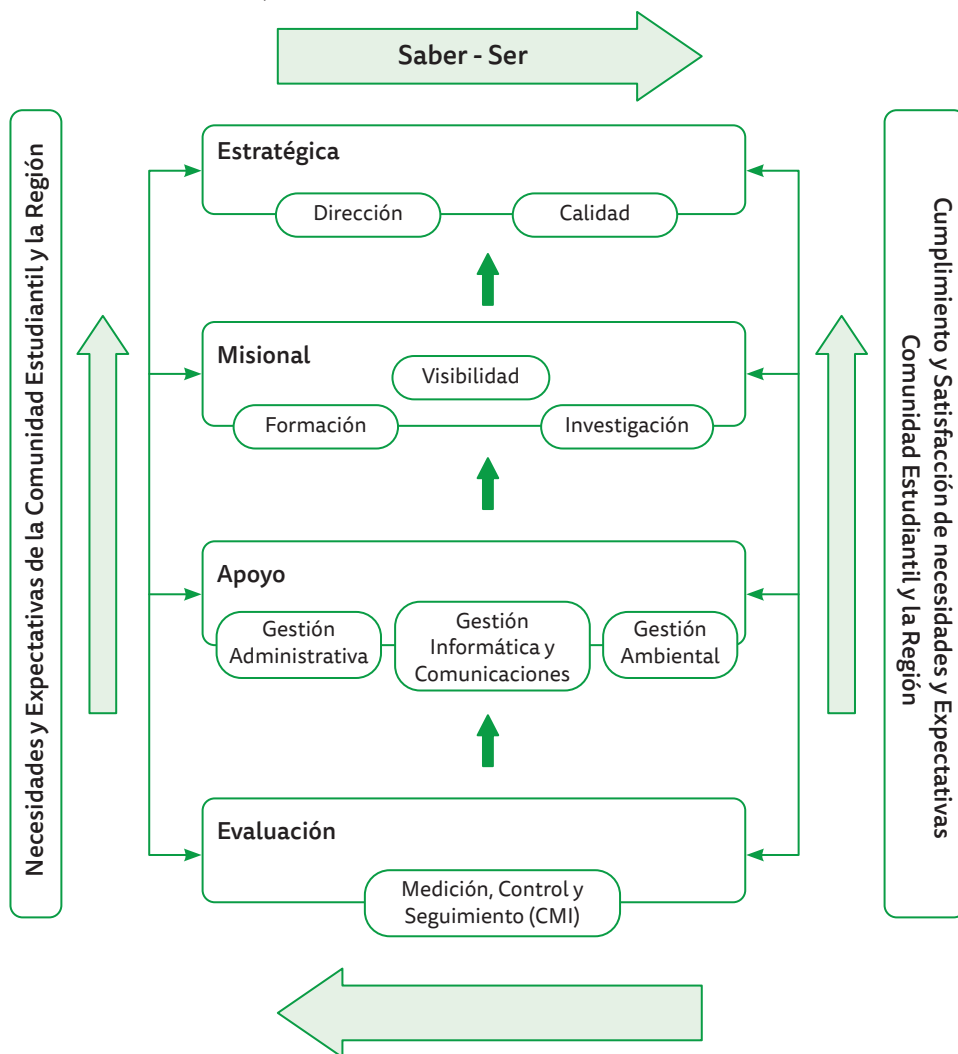 Saber - Ser
Necesidades y Expectativas de la Comunidad Estudiantil y la Región
Estratégica
Dirección
Calidad
Misional
Visibilidad
Formación
Investigación
Apoyo
Gestión
Administrativa
Gestión
Informática y
Comunicaciones
Gestión
Ambiental
Evaluación
Medición, Control y
Seguimiento (CMI)
Cumplimiento y Satisfacción de necesidades y Expectativas
Comunidad Estudiantil y la Región